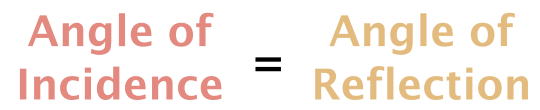 Angle of
Incidence
=
Angle of
Reflection